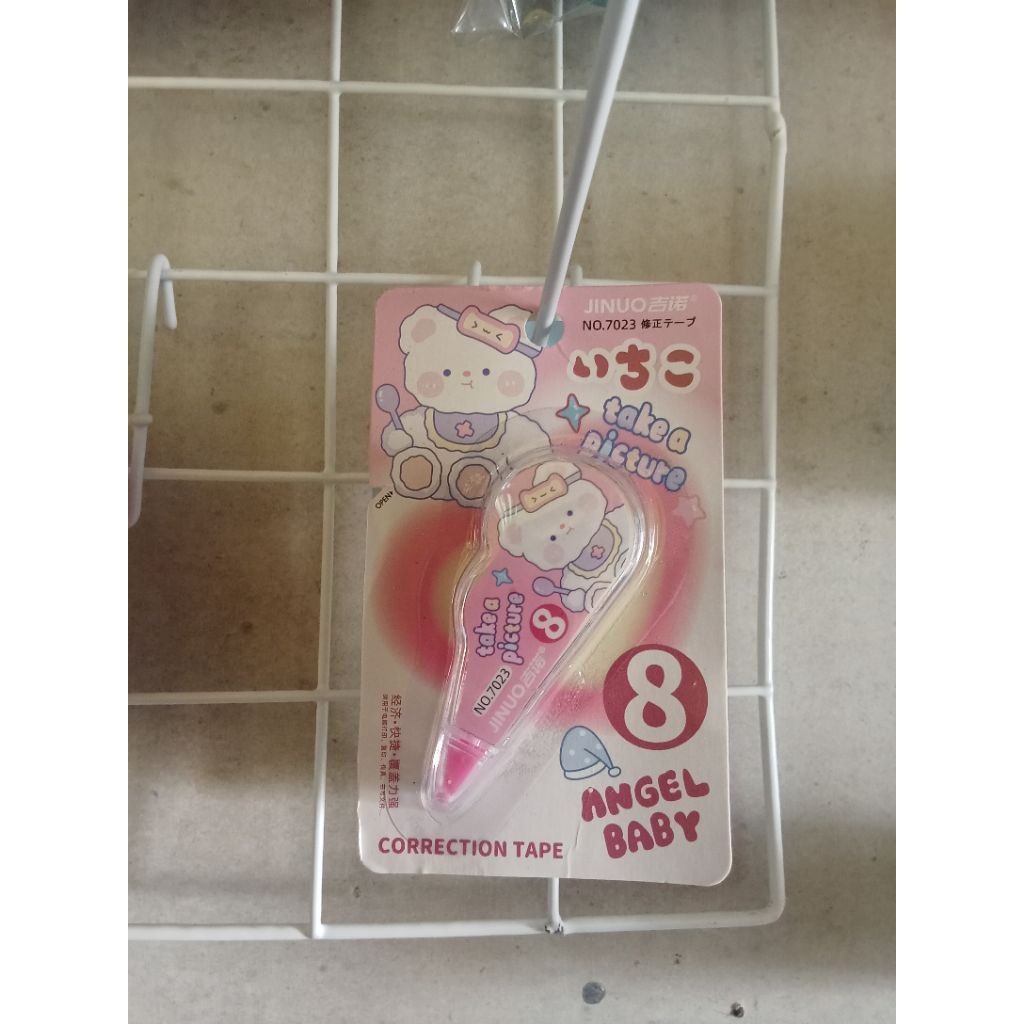 JINUO吉诺®
NO.7023 修正テープ
いちこ
take a
picture
OPEN
take a
picture
8
NO.7023
JINUO吉诺®
8
经济·快捷·覆盖力强
ANGEL
BABY
CORRECTION TAPE